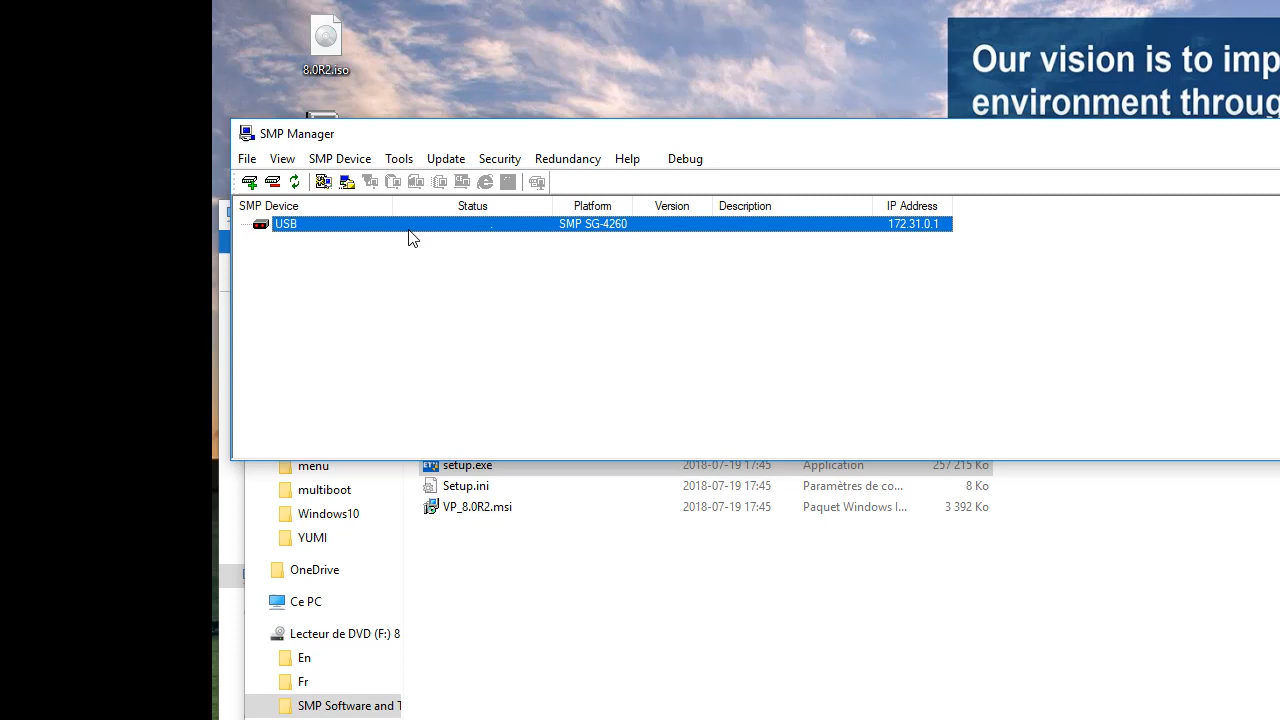 8.0R2.iso
Our vision is to imp
environment throug
SMP Manager
File View SMP Device Tools Update Security Redundancy Help Debug
SMP Device Status Platform Version Description IP Address
USB SMP SG-4260 172.31.0.1
menu
multiboot
Windows10
YUMI
OneDrive
Ce PC
Lecteur de DVD (F:) 8
En
Fr
SMP Software and T
setup.exe 2018-07-19 17:45 Application 257 215 Ko
Setup.ini 2018-07-19 17:45 Paramètres de co... 8 Ko
VP_8.0R2.msi 2018-07-19 17:45 Paquet Windows I... 3 392 Ko